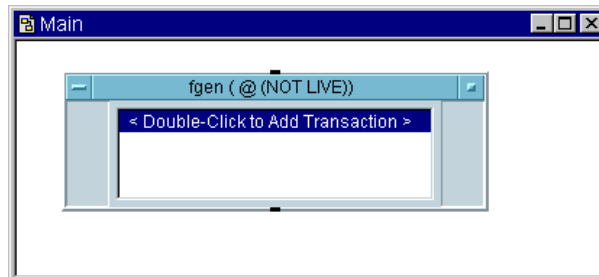 Main
fgen ( @ (NOT LIVE))
< Double-Click to Add Transaction >